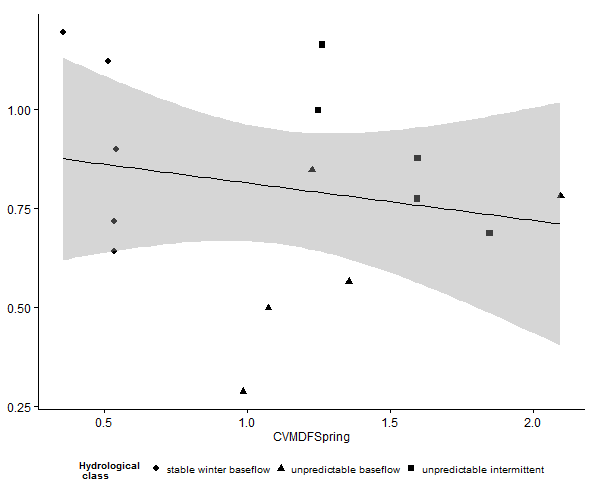 1.00
0.75
0.50
0.25
0.5 1.0 1.5 2.0
CVMDFSpring
Hydrological
class
stable winter baseflow unpredictable baseflow unpredictable intermittent